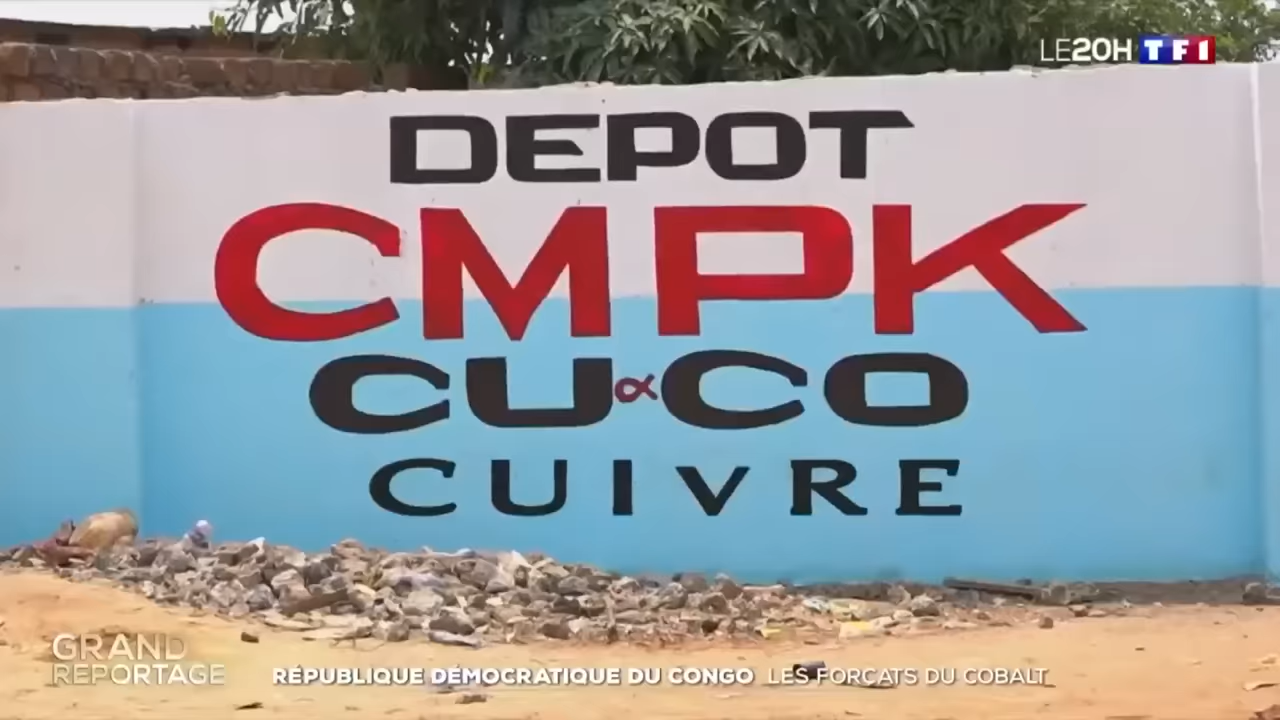 LE20H TF1
DEPOT
CMPK
CU&CO
CUIVRE
GRAND
REPORTAGE
RÉPUBLIQUE DÉMOCRATIQUE DU CONGO LES FORÇATS DU COBALT